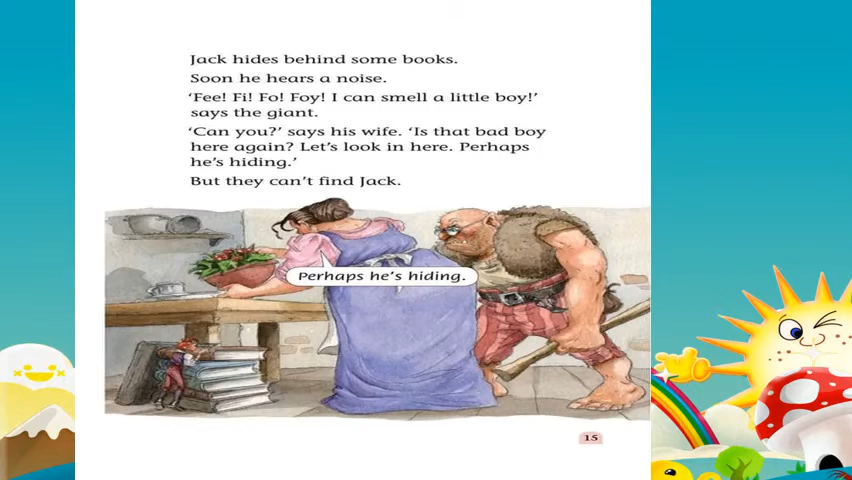 Jack hides behind some books.
Soon he hears a noise.
‘Fee! Fi! Fo! Foy! I can smell a little boy!’
says the giant.
‘Can you?’ says his wife. ‘Is that bad boy
here again? Let’s look in here. Perhaps
he’s hiding.’
But they can’t find Jack.
Perhaps he’s hiding.
15